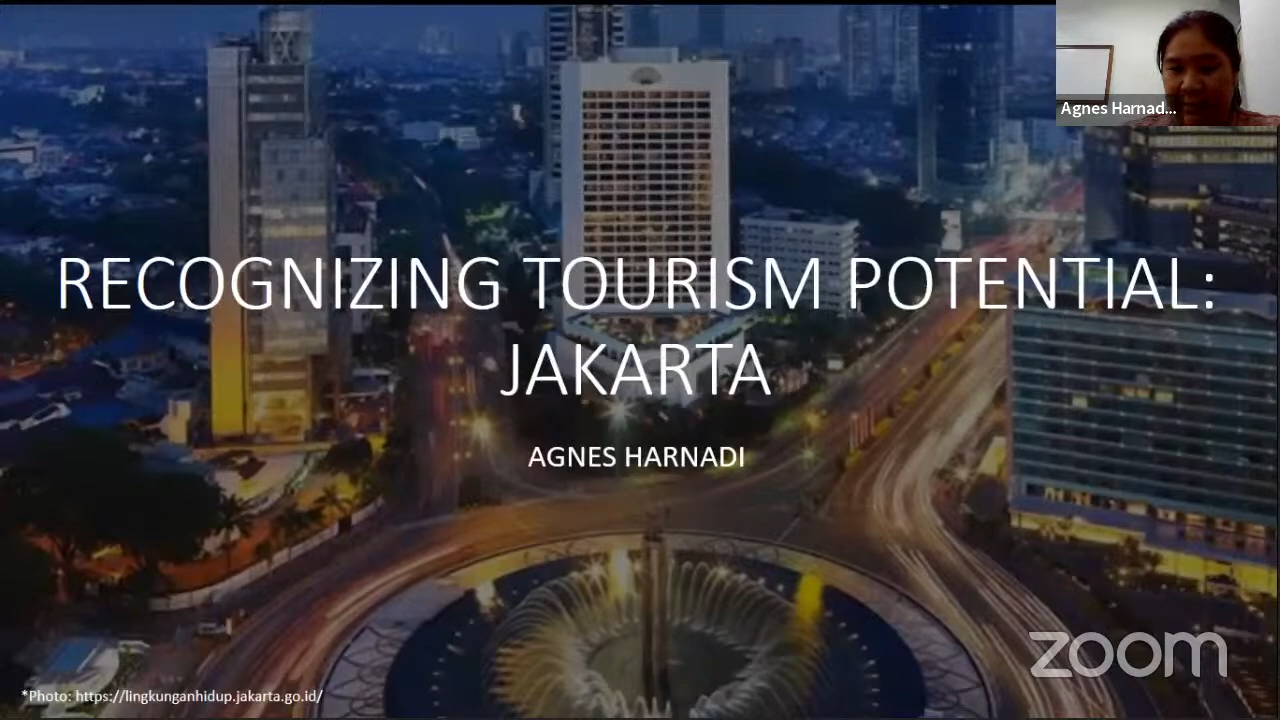 Agnes Harnad...
RECOGNIZING TOURISM POTENTIAL:
JAKARTA
AGNES HARNADI
zoom
*Photo: https://lingkunganhidup.jakarta.go.id/